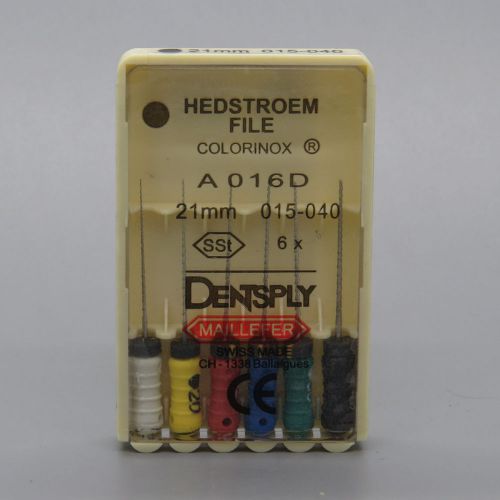 21mm 015-040
HEDSTROEM
FILE
COLORINOX ®
A 016D
21mm 015-040
SSt 6 x
DENTSPLY
MAILLEFER
SWISS MADE
CH - 1338 Ballaigues
CE
20